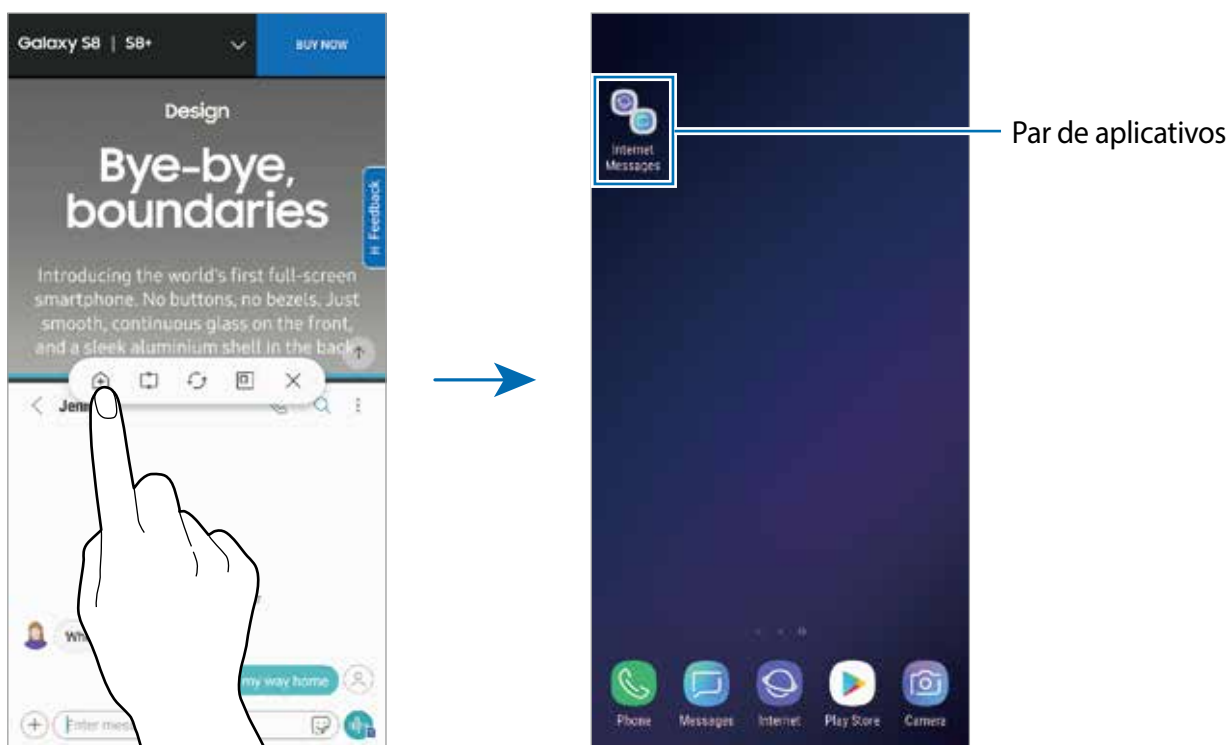 Galaxy S8 | S8+
BUY NOW
Design
Bye-bye,
boundaries
Feedback
Introducing the world's first full-screen
smartphone. No buttons, no bezels. Just
smooth, continuous glass on the front,
and a sleek aluminium shell in the back
my way home
Internet
Messages
Par de aplicativos
Phone
Messages
Internet
Play Store
Camera